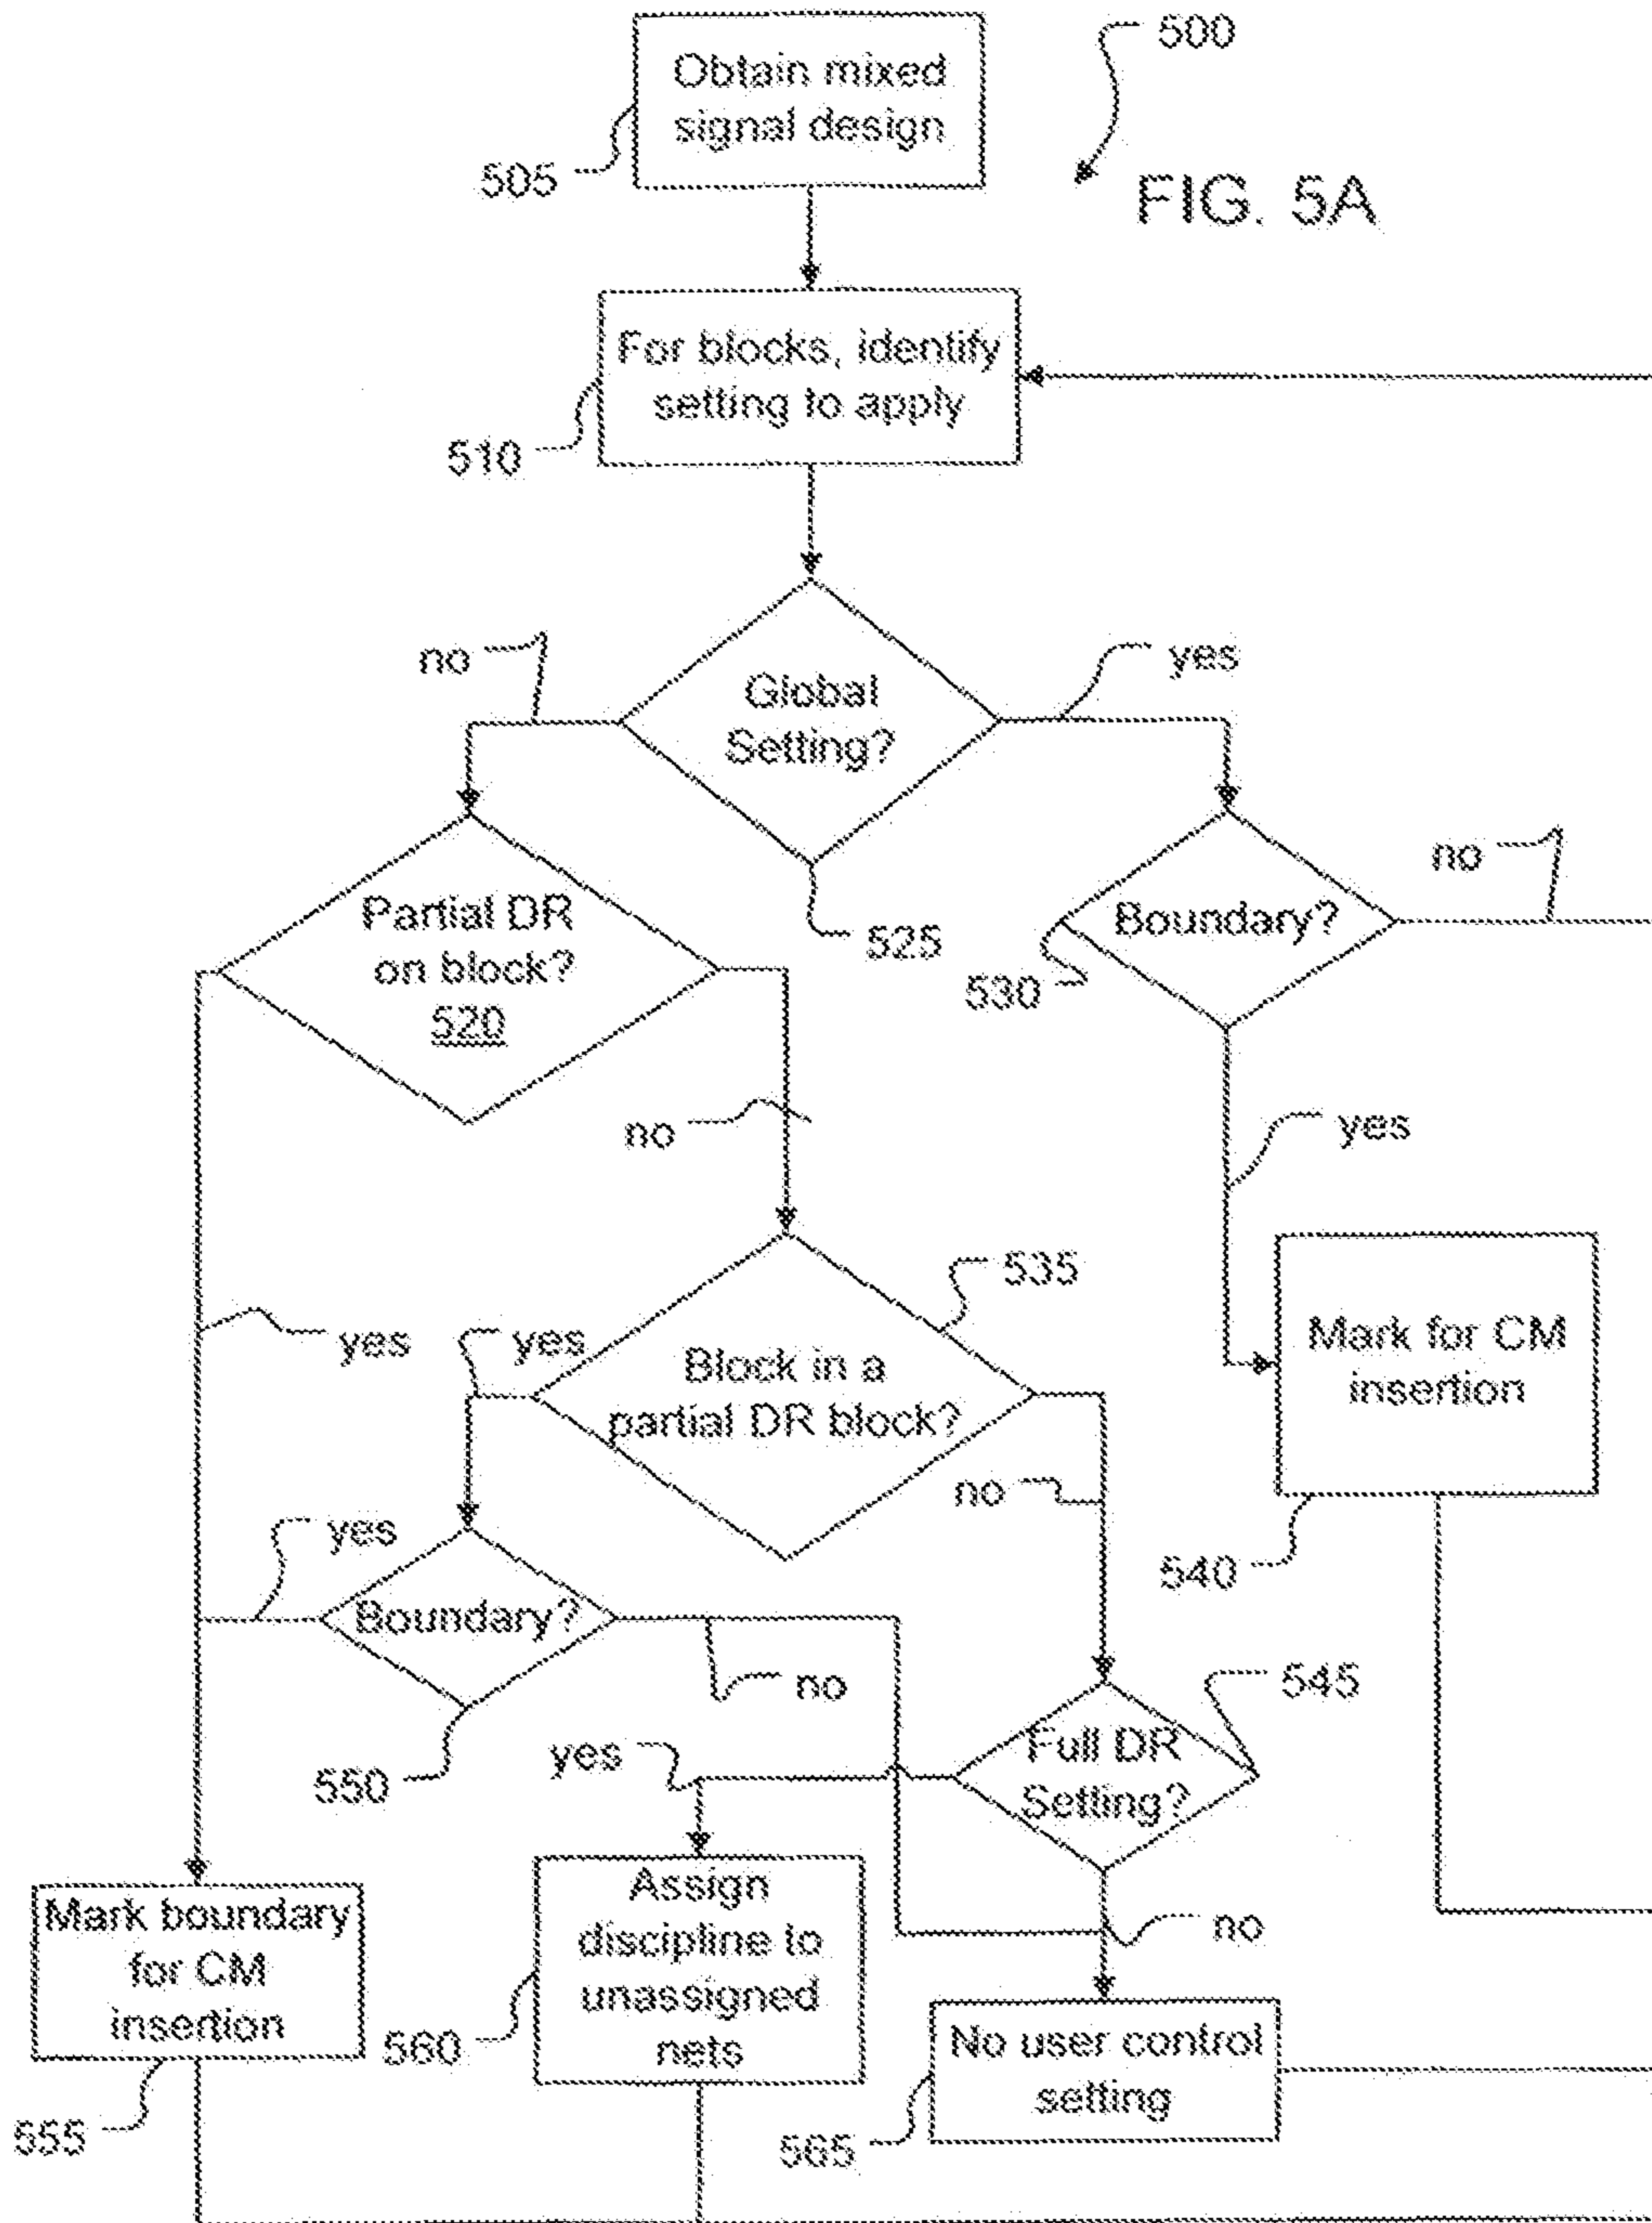 Obtain mixed
signal design
500
505
FIG. 5A
For blocks, identify
setting to apply
510
no
yes
Global
Setting?
525
Partial DR
on block?
520
Boundary?
no
530
no
yes
535
yes
yes
Block in a
partial DR block?
Mark for CM
insertion
no
540
yes
Boundary?
no
545
550
yes
Full DR
Setting?
Mark boundary
for CM
insertion
555
Assign
discipline to
unassigned
nets
560
no
No user control
setting
565